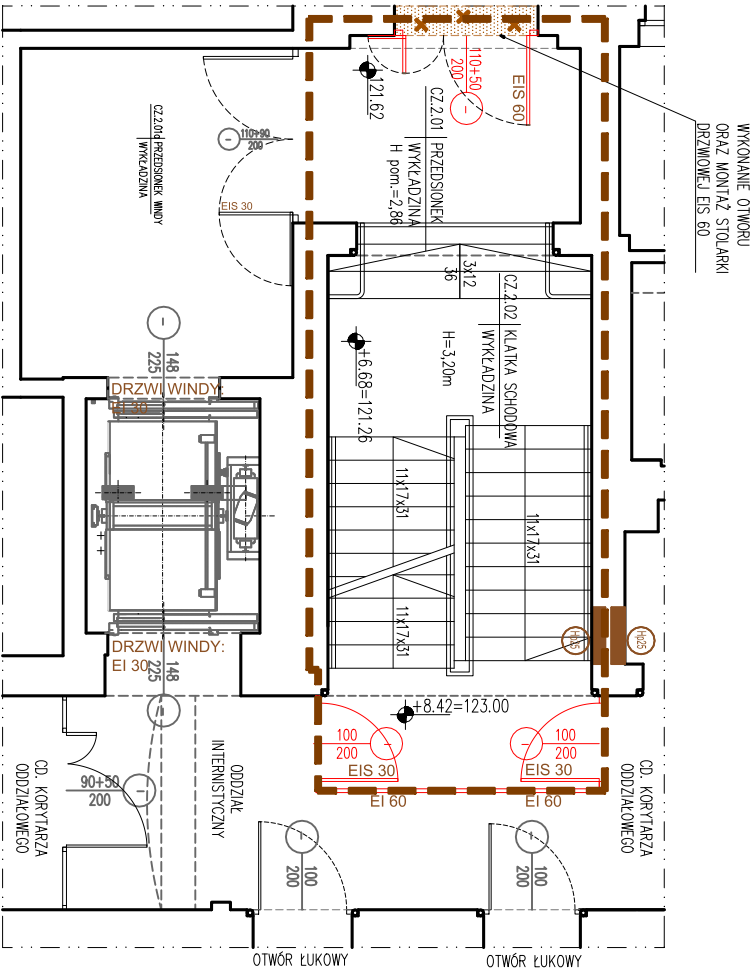 WYKONANIE OTWORU
ORAZ MONTAŻ STOLARKI
DRZWIOWEJ EIS 60
110+50
200
EIS 60
121.62
CZ.2.01 PRZEDSIONEK
WYKŁADZINA
H pom.=2,86
CZ.2.01d PRZEDSIONEK WINDY
WYKŁADZINA
110+90
200
EIS 30
3x12
36
CZ.2.02 KLATKA SCHODOWA
WYKŁADZINA
H=3,20m
+6.68=121.26
148
225
DRZWI WINDY:
EI 30
11x17x31
11x17x31
11x17x31
Hp25
Hp25
DRZWI WINDY:
EI 30
148
225
+8.42=123.00
100
200
EIS 30
EI 60
100
200
EIS 30
EI 60
CD. KORYTARZA
ODDZIAŁOWEGO
90+50
200
ODDZIAŁ
INTERNISTYCZNY
CD. KORYTARZA
ODDZIAŁOWEGO
100
200
100
200
OTWÓR ŁUKOWY
OTWÓR ŁUKOWY